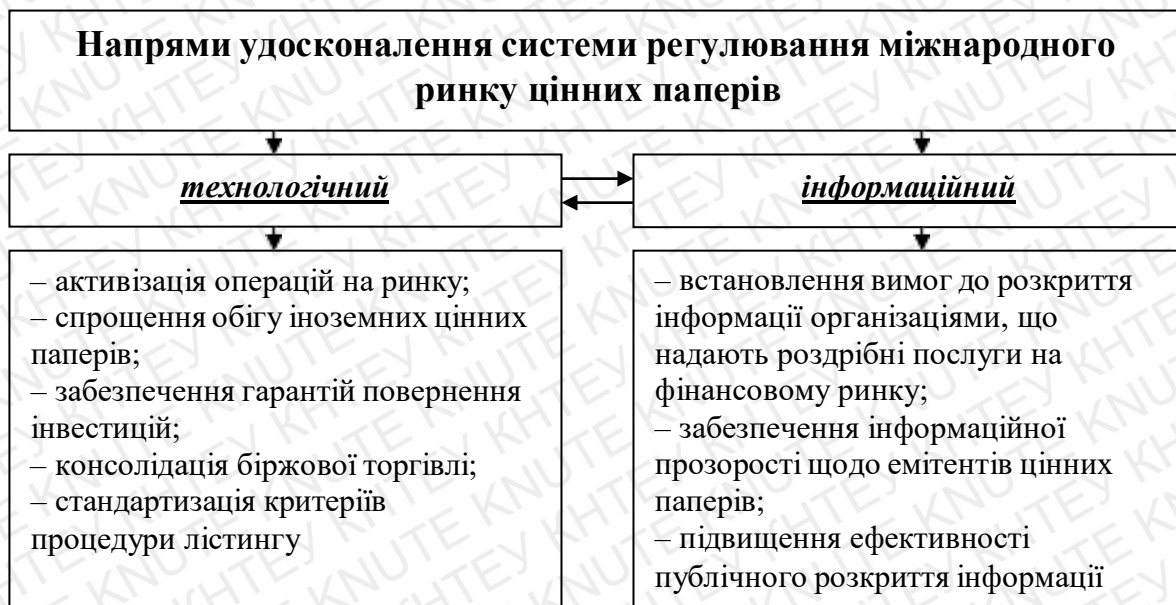 Напрями удосконалення системи регулювання міжнародного
ринку цінних паперів
технологічний
інформаційний
– активізація операцій на ринку;
– спрощення обігу іноземних цінних
паперів;
– забезпечення гарантій повернення
інвестицій;
– консолідація біржової торгівлі;
– стандартизація критеріїв
процедури лістингу
– встановлення вимог до розкриття
інформації організаціями, що
надають роздрібні послуги на
фінансовому ринку;
– забезпечення інформаційної
прозорості щодо емітентів цінних
паперів;
– підвищення ефективності
публічного розкриття інформації